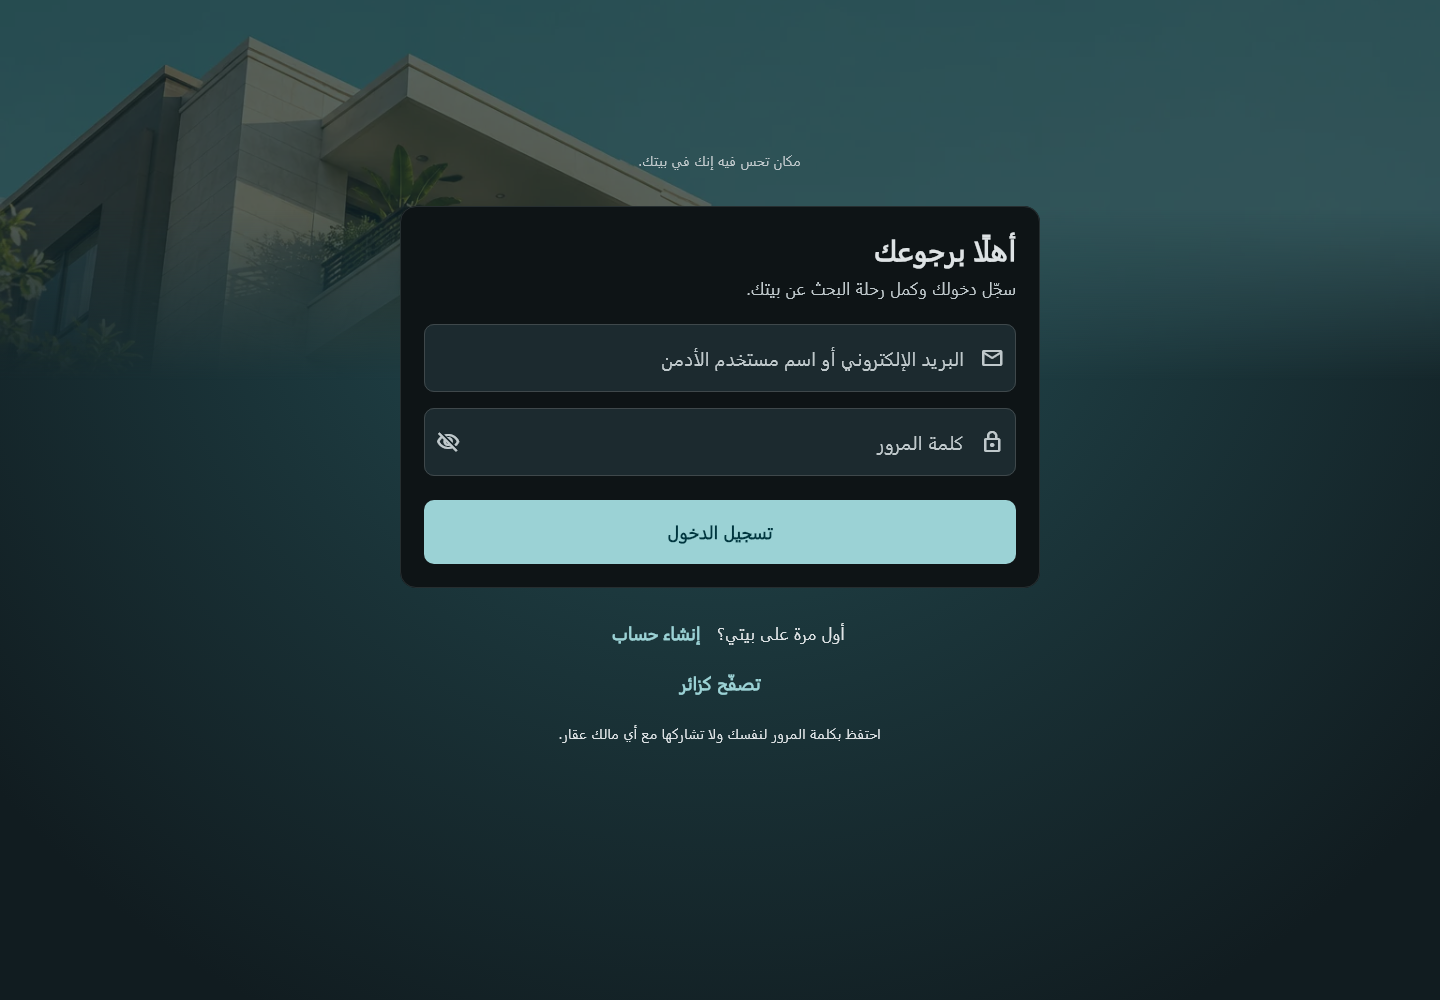 مكان تحس فيه إنك في بيتك.
أهلًا برجوعك
سجّل دخولك وكمل رحلة البحث عن بيتك.
البريد الإلكتروني أو اسم مستخدم الأدمن
كلمة المرور
تسجيل الدخول
أول مرة على بيتي؟ إنشاء حساب
تصفّح كزائر
احتفظ بكلمة المرور لنفسك ولا تشاركها مع أي مالك عقار.